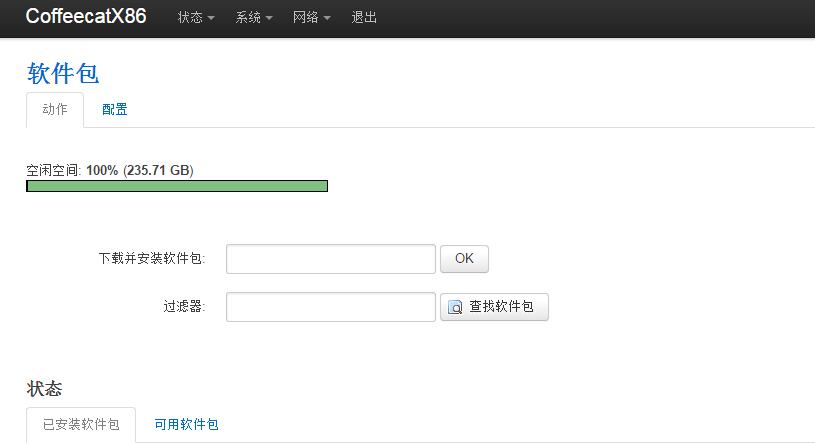 CoffeecatX86 状态 系统 网络 退出
软件包
动作 配置
空闲空间: 100% (235.71 GB)
下载并安装软件包: OK
过滤器: 查找软件包
状态
已安装软件包 可用软件包